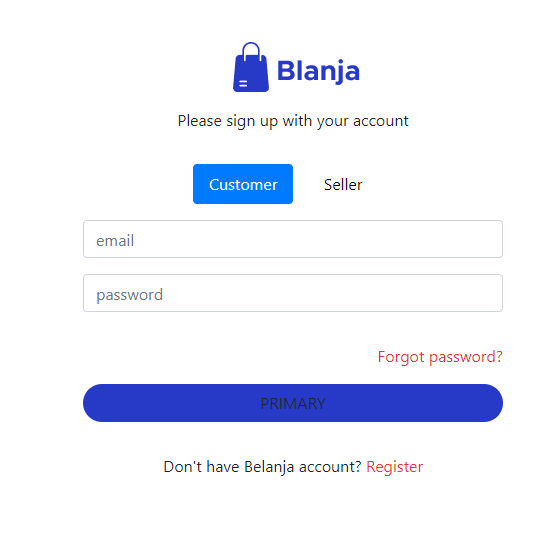 Blanja
Please sign up with your account
Customer Seller
email
password
Forgot password?
PRIMARY
Don't have Belanja account? Register